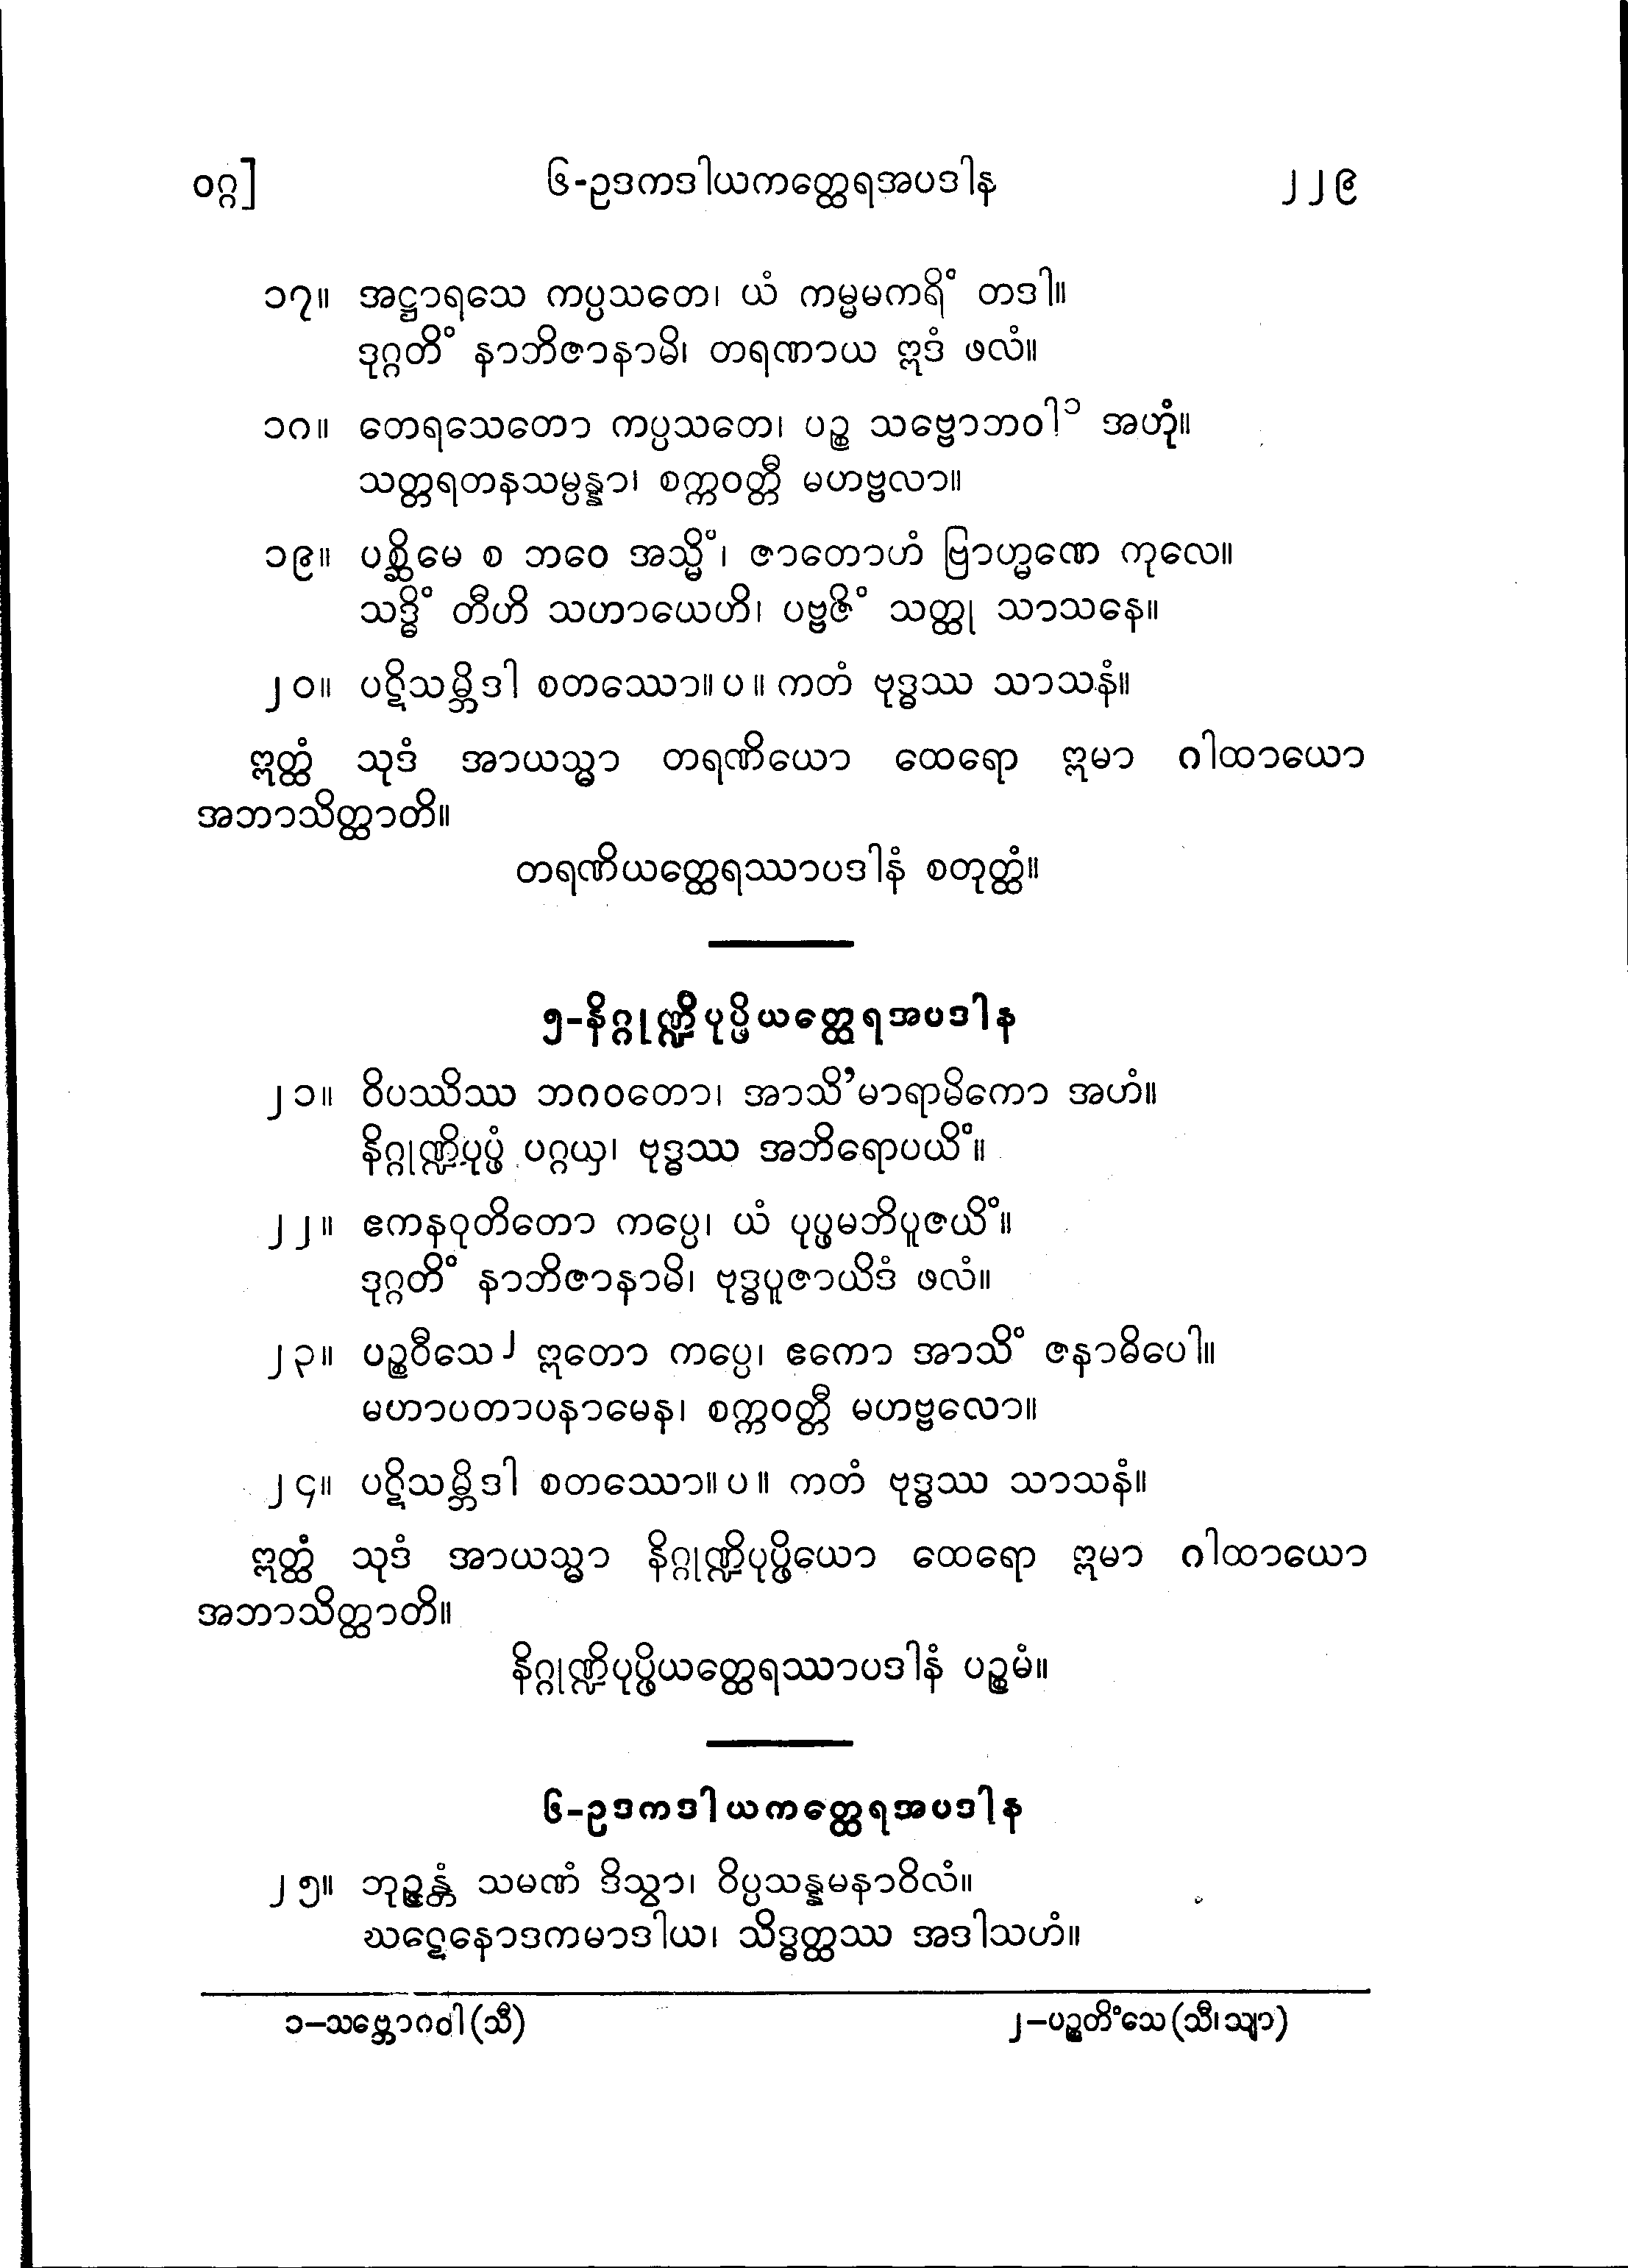 ဝဂ္ဂ] ၆-ဥဒကဒါယကတ္ထေရအပဒါန ၂၂၉
၁၇။ အဋ္ဌာရသေ ကပ္ပသတေ၊ ယံ ကမ္မမကရိံ တဒါ။
ဒုဂ္ဂတိံ နာဘိဇာနာမိ၊ တရဏာယ ဣဒံ ဖလံ။
၁၈။ တေရသေတော ကပ္ပသတေ၊ ပဉ္စ သဗ္ဗောဘဝါ၁ အဟုံ။
သတ္တရတနသမ္ပန္နာ၊ စက္ကဝတ္တီ မဟဗ္ဗလာ။
၁၉။ ပစ္ဆိမေ စ ဘဝေ အသ္မိံ၊ ဇာတောဟံ ဗြာဟ္မဏေ ကုလေ။
သဒ္ဓိံ တီဟိ သဟာယေဟိ၊ ပဗ္ဗဇိံ သတ္ထု သာသနေ။
၂၀။ ပဋိသမ္ဘိဒါ စတဿော။ပ။ ကတံ ဗုဒ္ဓဿ သာသနံ။
ဣတ္ထံ သုဒံ အာယသ္မာ တရဏိယော ထေရော ဣမာ ဂါထာယော
အဘာသိတ္ထာတိ။
တရဏိယတ္ထေရဿာပဒါနံ စတုတ္ထံ။
၅-နိဂ္ဂုဏ္ဍိပုပ္ဖိယတ္ထေရအပဒါန
၂၁။ ဝိပဿိဿ ဘဂဝတော၊ အာသိ’မာရာမိကော အဟံ။
နိဂ္ဂုဏ္ဍိပုပ္ဖံ ပဂ္ဂယှ၊ ဗုဒ္ဓဿ အဘိရောပယိံ။
၂၂။ ဧကနဝုတိတော ကပ္ပေ၊ ယံ ပုပ္ဖမဘိပူဇယိံ။
ဒုဂ္ဂတိံ နာဘိဇာနာမိ၊ ဗုဒ္ဓပူဇာယိဒံ ဖလံ။
၂၃။ ပဉ္စဝီသေ၂ ဣတော ကပ္ပေ၊ ဧကော အာသိံ ဇနာဓိပေါ။
မဟာပတာပနာမေန၊ စက္ကဝတ္တီ မဟဗ္ဗလော။
၂၄။ ပဋိသမ္ဘိဒါ စတဿော။ပ။ ကတံ ဗုဒ္ဓဿ သာသနံ။
ဣတ္ထံ သုဒံ အာယသ္မာ နိဂ္ဂုဏ္ဍိပုပ္ဖိယော ထေရော ဣမာ ဂါထာယော
အဘာသိတ္ထာတိ။
နိဂ္ဂုဏ္ဍိပုပ္ဖိယတ္ထေရဿာပဒါနံ ပဉ္စမံ။
၆-ဥဒကဒါယကတ္ထေရအပဒါန
၂၅။ ဘုဉ္ဇန္တံ သမဏံ ဒိသွာ၊ ဝိပ္ပသန္နမနာဝိလံ။
ဃဋေနောဒကမာဒါယ၊ သိဒ္ဓတ္ထဿ အဒါသဟံ။
၁–သဗ္ဘောဂဝါ (သီ) ၂–ပဉ္စတိံသေ (သီ၊ သျာ)